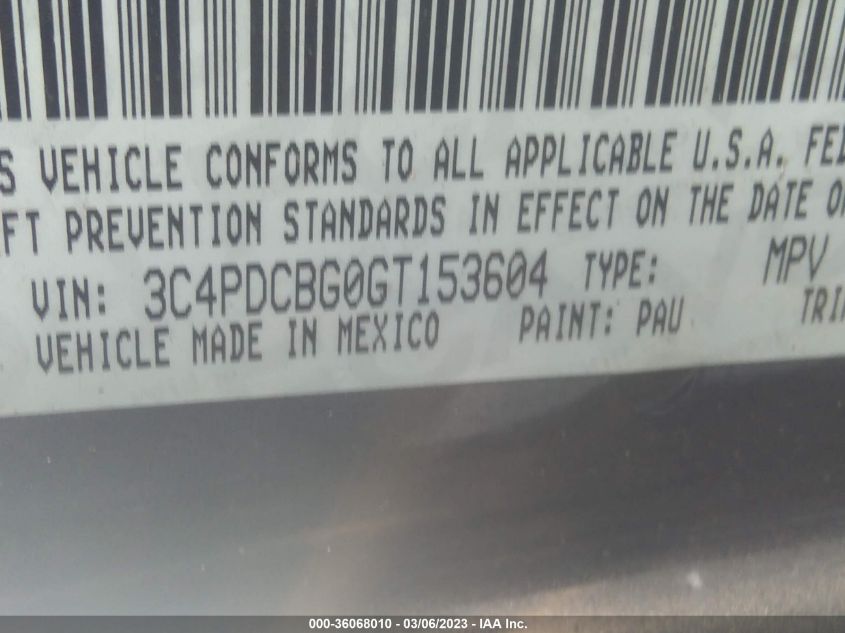 S VEHICLE CONFORMS TO ALL APPLICABLE U.S.A. FED
FT PREVENTION STANDARDS IN EFFECT ON THE DATE O
VIN: 3C4PDCBG0GT153604 TYPE: MPV
VEHICLE MADE IN MEXICO PAINT: PAU TRI
000-36068010 - 03/06/2023 - IAA Inc.